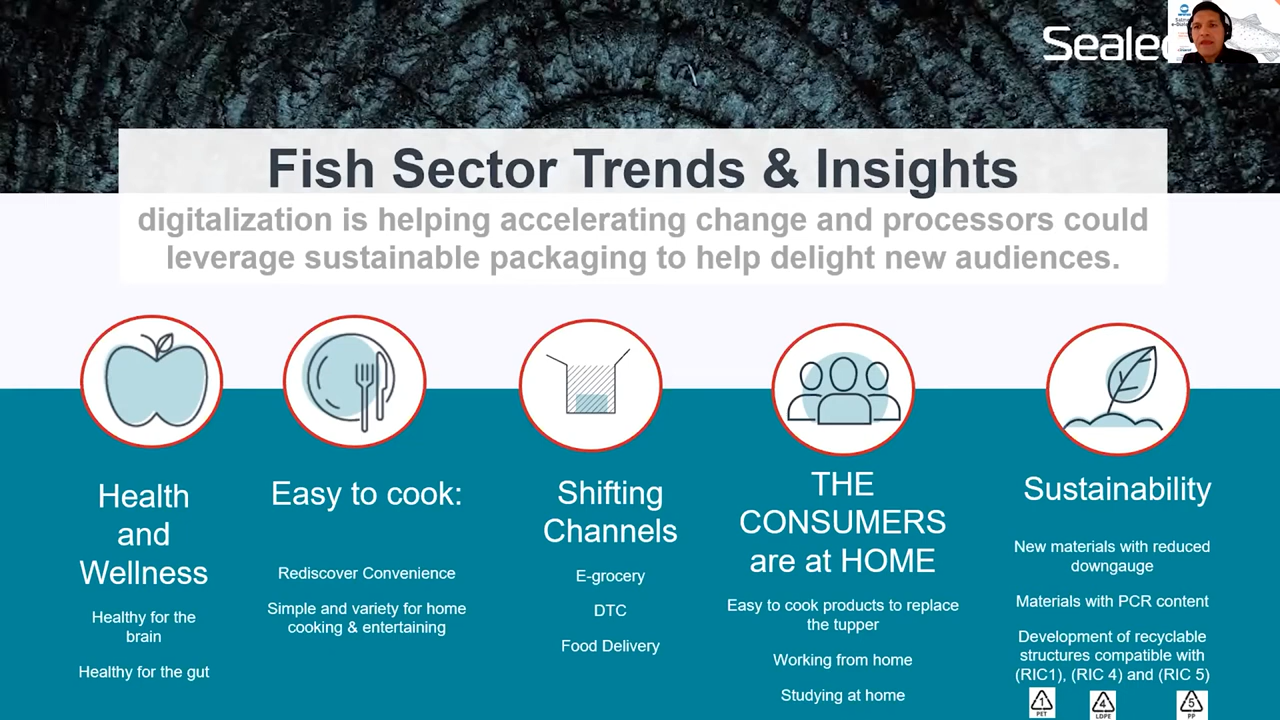 Sealed
Fish Sector Trends & Insights
digitalization is helping accelerating change and processors could
leverage sustainable packaging to help delight new audiences.
Health
and
Wellness
Healthy for the
brain
Healthy for the gut
Easy to cook:
Rediscover Convenience
Simple and variety for home
cooking & entertaining
Shifting
Channels
E-grocery
DTC
Food Delivery
THE
CONSUMERS
are at HOME
Easy to cook products to replace
the tupper
Working from home
Studying at home
Sustainability
New materials with reduced
downgauge
Materials with PCR content
Development of recyclable
structures compatible with
(RIC1), (RIC 4) and (RIC 5)
1
PET
4
LDPE
5
PP